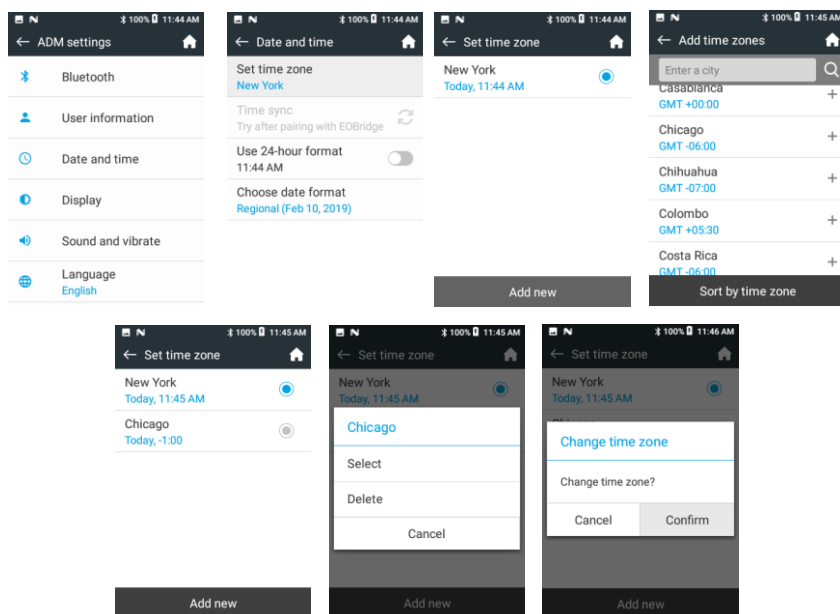 100% 11:44 AM
ADM settings
Bluetooth
User information
Date and time
Display
Sound and vibrate
Language
English
100% 11:44 AM
Date and time
Set time zone
New York
Time sync
Try after pairing with EOBridge
Use 24-hour format
11:44 AM
Choose date format
Regional (Feb 10, 2019)
100% 11:44 AM
Set time zone
New York
Today, 11:44 AM
Add new
100% 11:45 AM
Add time zones
Enter a city
Casablanca
GMT +00:00
Chicago
GMT -06:00
Chihuahua
GMT -07:00
Colombo
GMT +05:30
Costa Rica
GMT -06:00
Sort by time zone
100% 11:45 AM
Set time zone
New York
Today, 11:45 AM
Chicago
Today, -1:00
Add new
100% 11:45 AM
Set time zone
New York
Today, 11:45 AM
Chicago
Select
Delete
Cancel
Add new
100% 11:46 AM
Set time zone
New York
Today, 11:45 AM
Change time zone
Change time zone?
Cancel Confirm
Add new